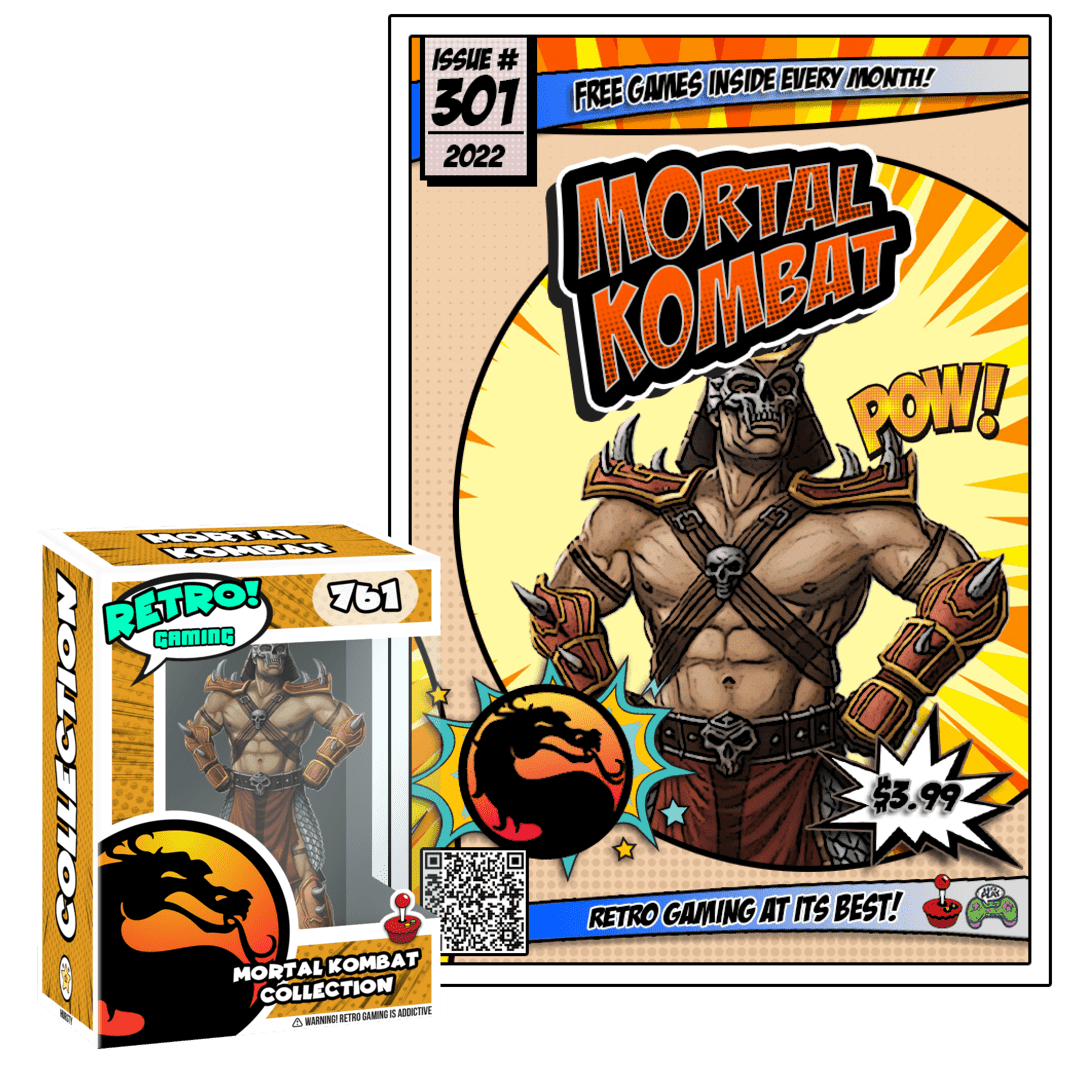 ISSUE #
301
2022
FREE GAMES INSIDE EVERY MONTH!
MORTAL
KOMBAT
POW!
$3.99
RETRO GAMING AT ITS BEST!
MORTAL
KOMBAT
RETRO!
GAMING
761
COLLECTION
MORTAL KOMBAT
COLLECTION
WARNING! RETRO GAMING IS ADDICTIVE